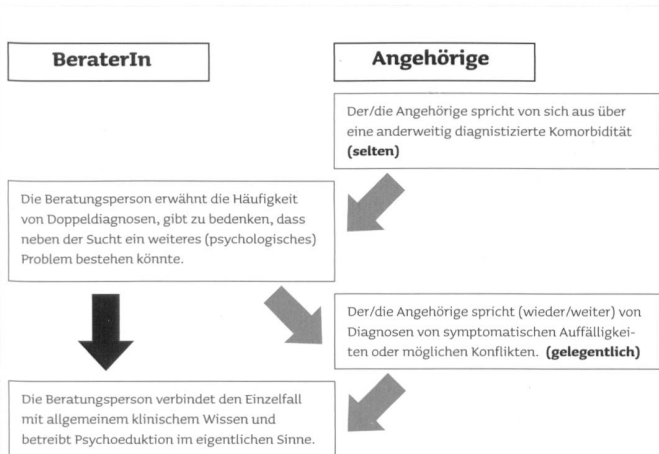 BeraterIn
Angehörige
Der/die Angehörige spricht von sich aus über
eine anderweitig diagnistizierte Komorbidität
(selten)
Die Beratungsperson erwähnt die Häufigkeit
von Doppeldiagnosen, gibt zu bedenken, dass
neben der Sucht ein weiteres (psychologisches)
Problem bestehen könnte.
Der/die Angehörige spricht (wieder/weiter) von
Diagnosen von symptomatischen Auffälligkei-
ten oder möglichen Konflikten. (gelegentlich)
Die Beratungsperson verbindet den Einzelfall
mit allgemeinem klinischem Wissen und
betreibt Psychoeduktion im eigentlichen Sinne.